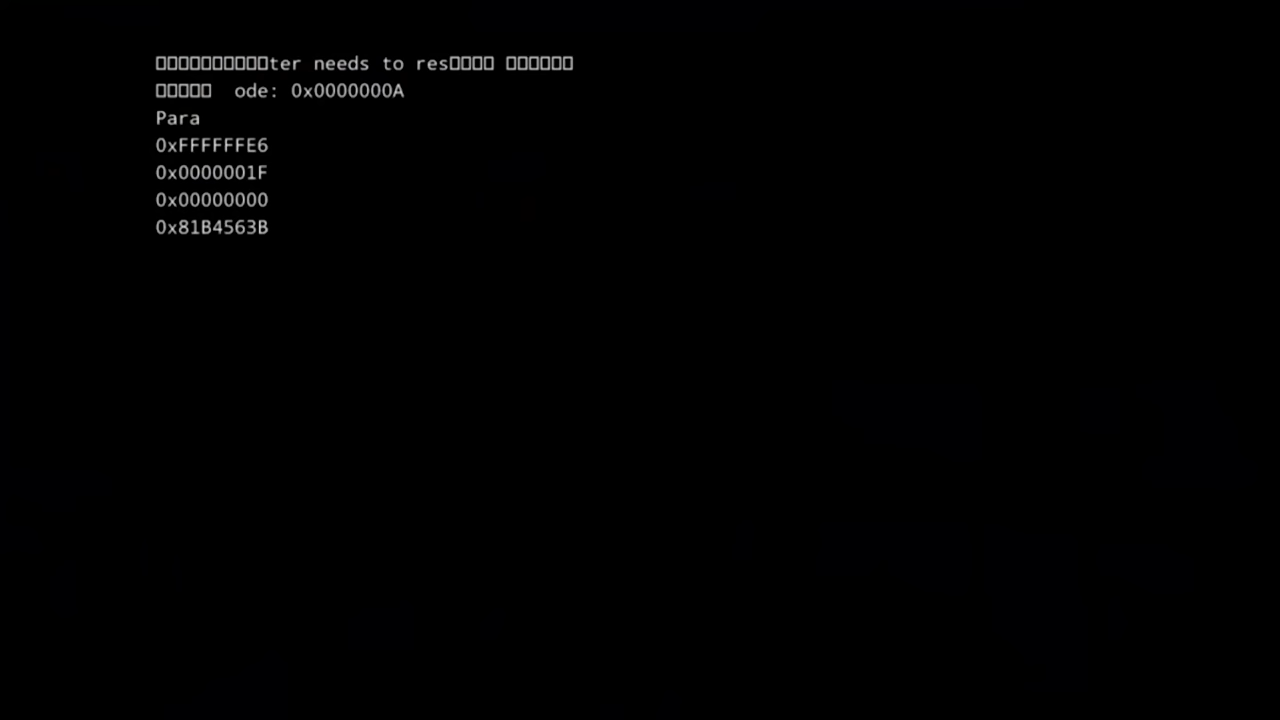 ▯▯▯▯▯▯▯▯▯▯ter needs to res▯▯▯▯ ▯▯▯▯▯▯
▯▯▯▯▯  ode: 0x0000000A
Para
0xFFFFFFE6
0x0000001F
0x00000000
0x81B4563B